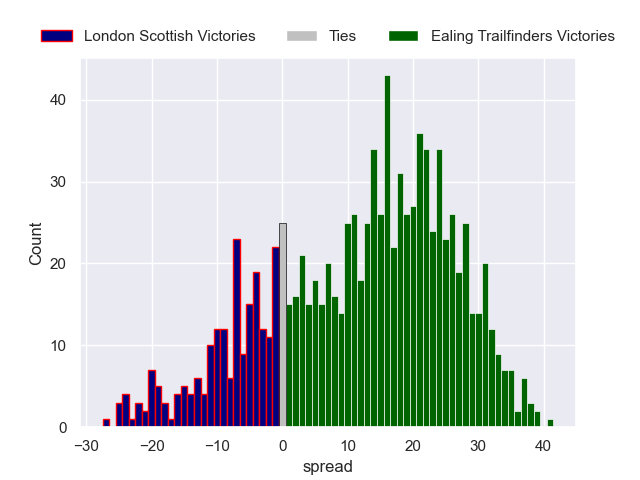 London Scottish Victories Ties Ealing Trailfinders Victories
40
30
20
10
0
Count
−30 −20 −10 0 10 20 30 40
spread